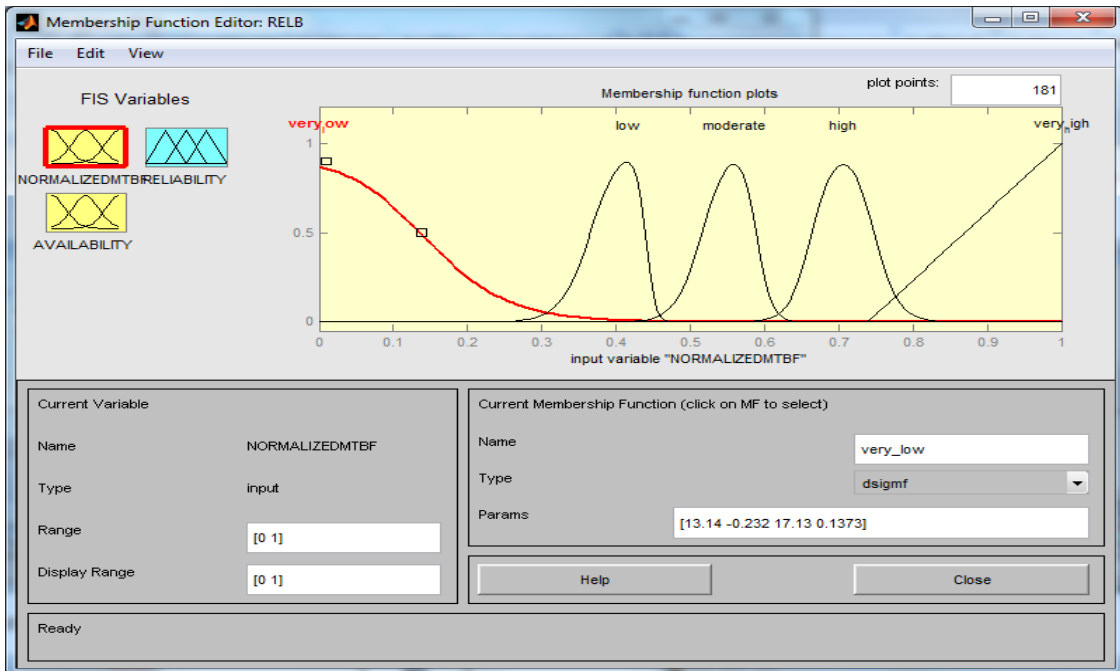 Membership Function Editor: RELB
File Edit View
FIS Variables
NORMALIZEDMTBF RELIABILITY
AVAILABILITY
plot points: 181
Membership function plots
very_low low moderate high very_high
1
0.5
0
0 0.1 0.2 0.3 0.4 0.5 0.6 0.7 0.8 0.9 1
input variable "NORMALIZEDMTBF"
Current Variable
Name NORMALIZEDMTBF
Type input
Range [0 1]
Display Range [0 1]
Current Membership Function (click on MF to select)
Name very_low
Type dsigmf
Params [13.14 -0.232 17.13 0.1373]
Help Close
Ready